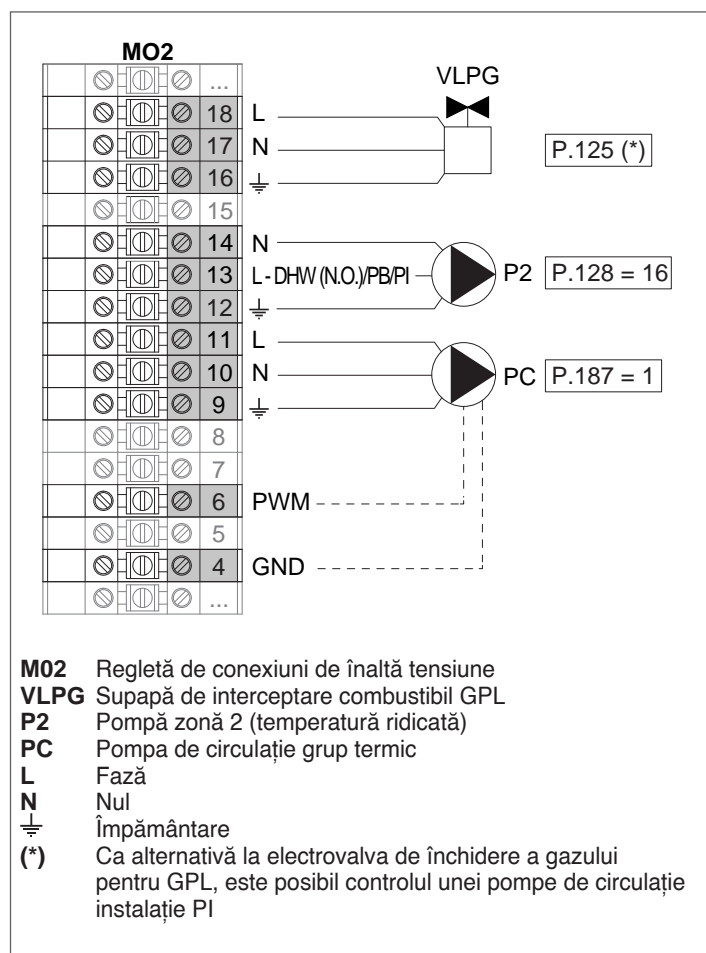 MO2
VLPG
...
18 L
17 N
16 ⏚
P.125 (*)
15
14 N
13 L - DHW (N.O.)/PB/PI
P2 P.128 = 16
12 ⏚
11 L
10 N
PC P.187 = 1
9 ⏚
8
7
6 PWM
5
4 GND
...
M02 Regletă de conexiuni de înaltă tensiune
VLPG Supapă de interceptare combustibil GPL
P2 Pompă zonă 2 (temperatură ridicată)
PC Pompa de circulație grup termic
L Fază
N Nul
⏚ Împământare
(*) Ca alternativă la electrovalva de închidere a gazului
pentru GPL, este posibil controlul unei pompe de circulație
instalație PI